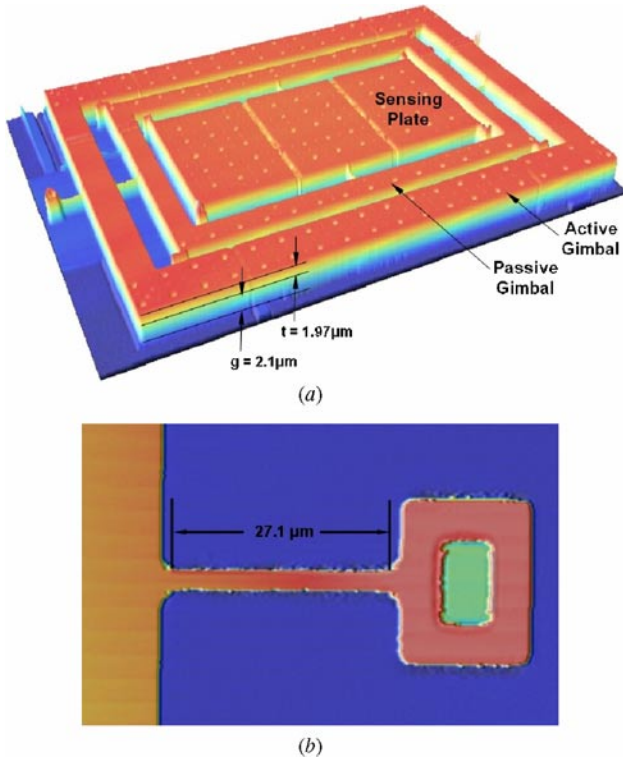 Sensing
Plate
Active
Gimbal
Passive
Gimbal
t = 1.97µm
g = 2.1µm
(a)
27.1 µm
(b)